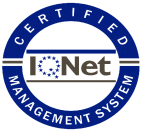 CERTIFIED
IQNet
MANAGEMENT SYSTEM